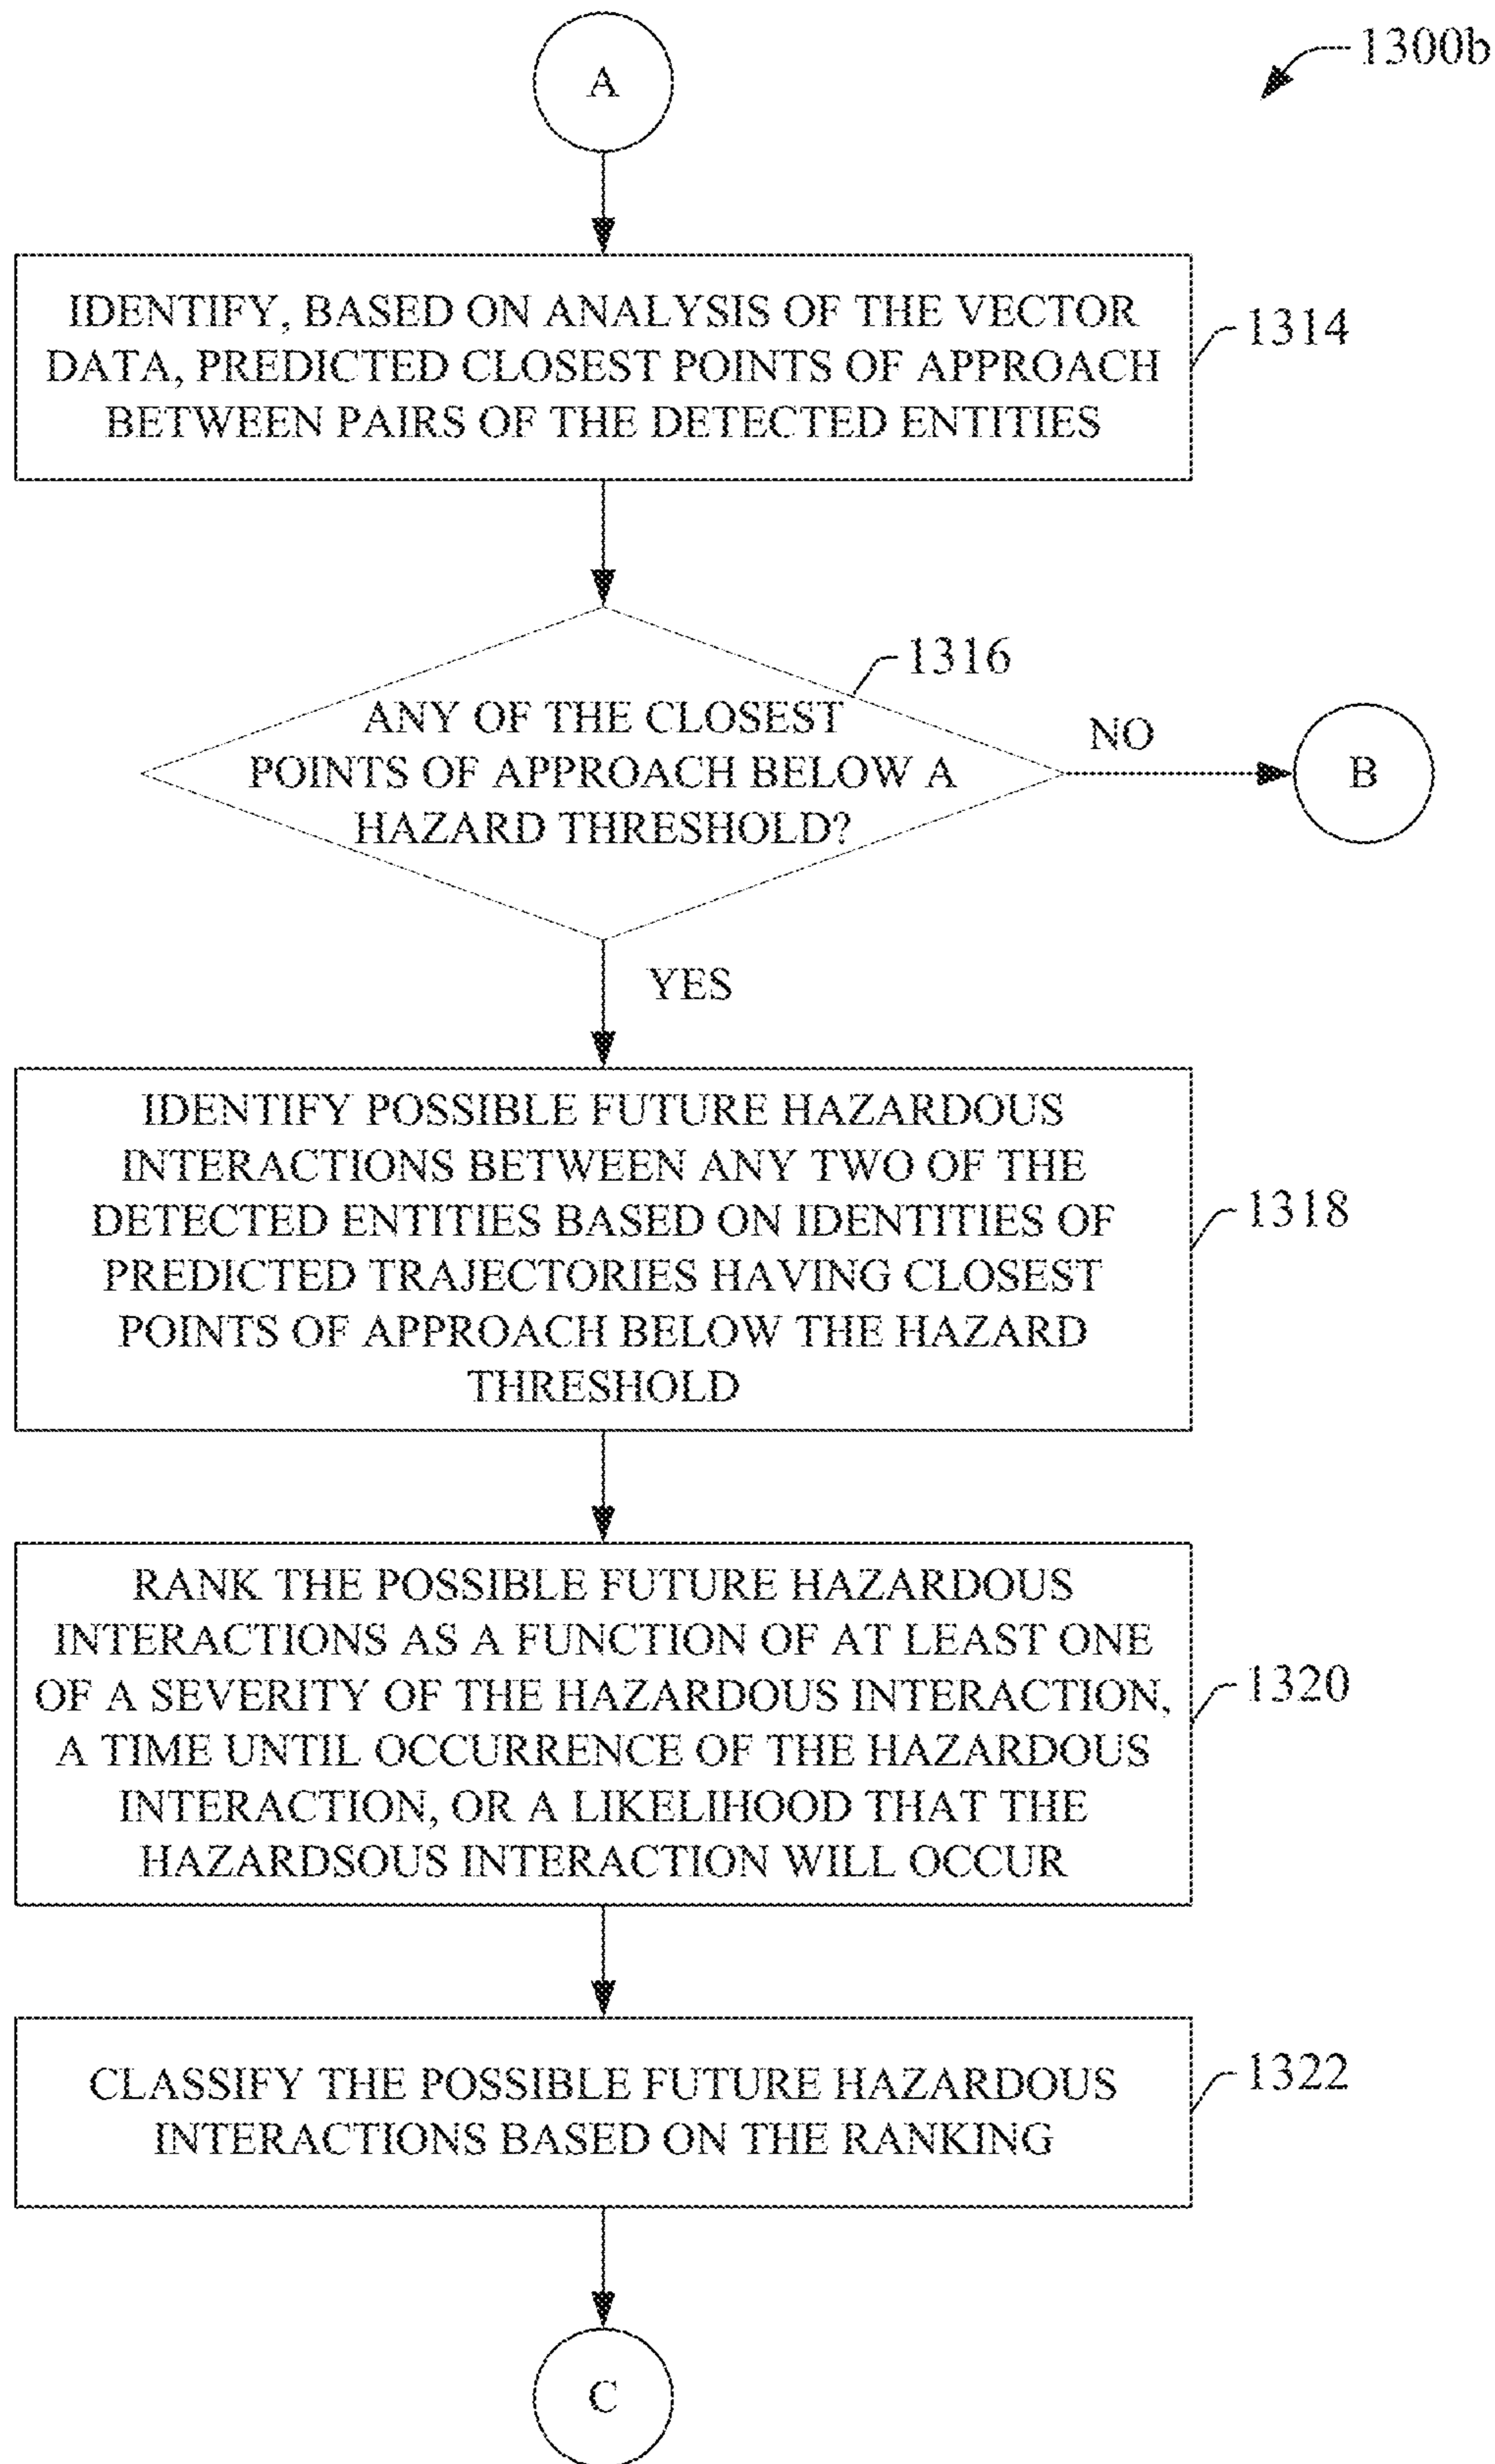 A
1300b
IDENTIFY, BASED ON ANALYSIS OF THE VECTOR
DATA, PREDICTED CLOSEST POINTS OF APPROACH
BETWEEN PAIRS OF THE DETECTED ENTITIES
1314
1316
ANY OF THE CLOSEST
POINTS OF APPROACH BELOW A
HAZARD THRESHOLD?
NO
B
YES
IDENTIFY POSSIBLE FUTURE HAZARDOUS
INTERACTIONS BETWEEN ANY TWO OF THE
DETECTED ENTITIES BASED ON IDENTITIES OF
PREDICTED TRAJECTORIES HAVING CLOSEST
POINTS OF APPROACH BELOW THE HAZARD
THRESHOLD
1318
RANK THE POSSIBLE FUTURE HAZARDOUS
INTERACTIONS AS A FUNCTION OF AT LEAST ONE
OF A SEVERITY OF THE HAZARDOUS INTERACTION,
A TIME UNTIL OCCURRENCE OF THE HAZARDOUS
INTERACTION, OR A LIKELIHOOD THAT THE
HAZARDSOUS INTERACTION WILL OCCUR
1320
CLASSIFY THE POSSIBLE FUTURE HAZARDOUS
INTERACTIONS BASED ON THE RANKING
1322
C